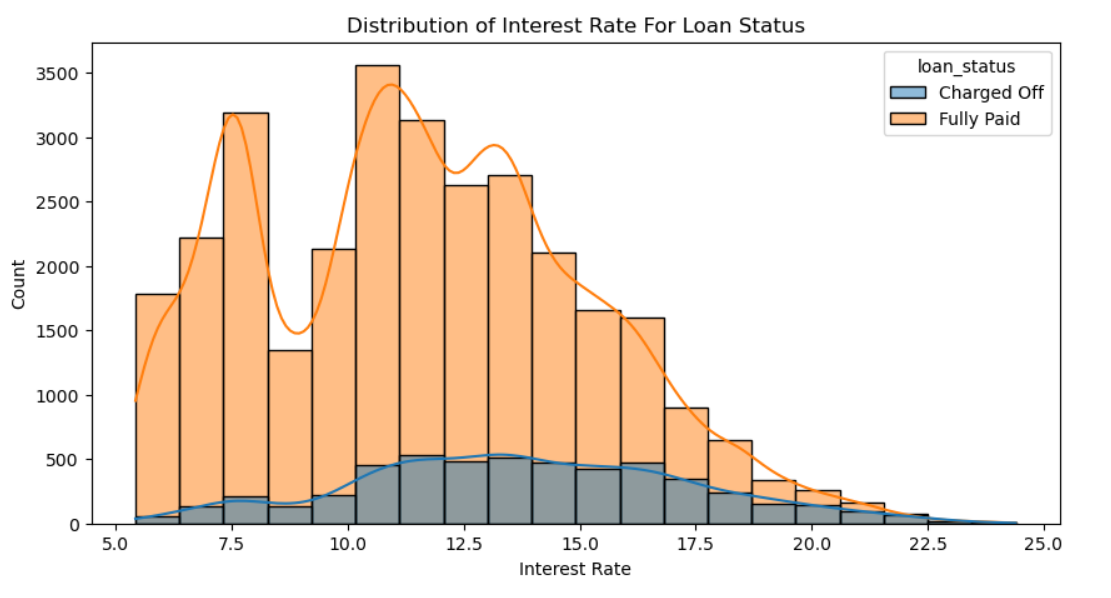 Distribution of Interest Rate For Loan Status
loan_status
Charged Off
Fully Paid
Count
3500
3000
2500
2000
1500
1000
500
0
5.0 7.5 10.0 12.5 15.0 17.5 20.0 22.5 25.0
Interest Rate